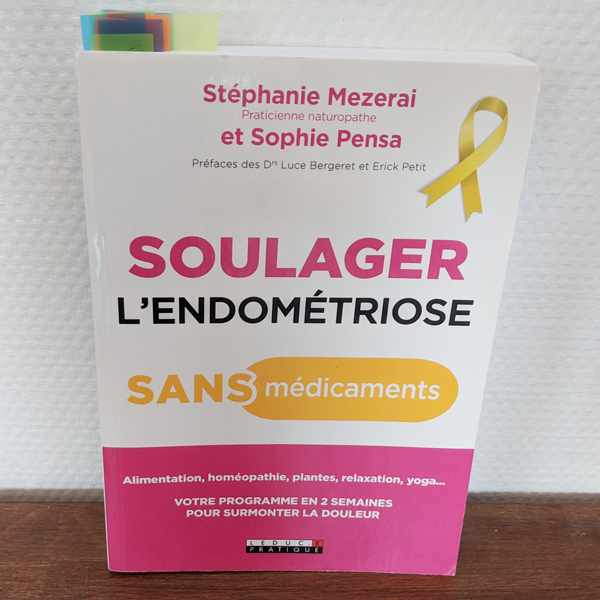 Stéphanie Mezerai
Praticienne naturopathe
et Sophie Pensa
Préfaces des Drs Luce Bergeret et Erick Petit
SOULAGER
L'ENDOMÉTRIOSE
SANS médicaments
Alimentation, homéopathie, plantes, relaxation, yoga...
VOTRE PROGRAMME EN 2 SEMAINES
POUR SURMONTER LA DOULEUR
LEDUC.S
PRATIQUE